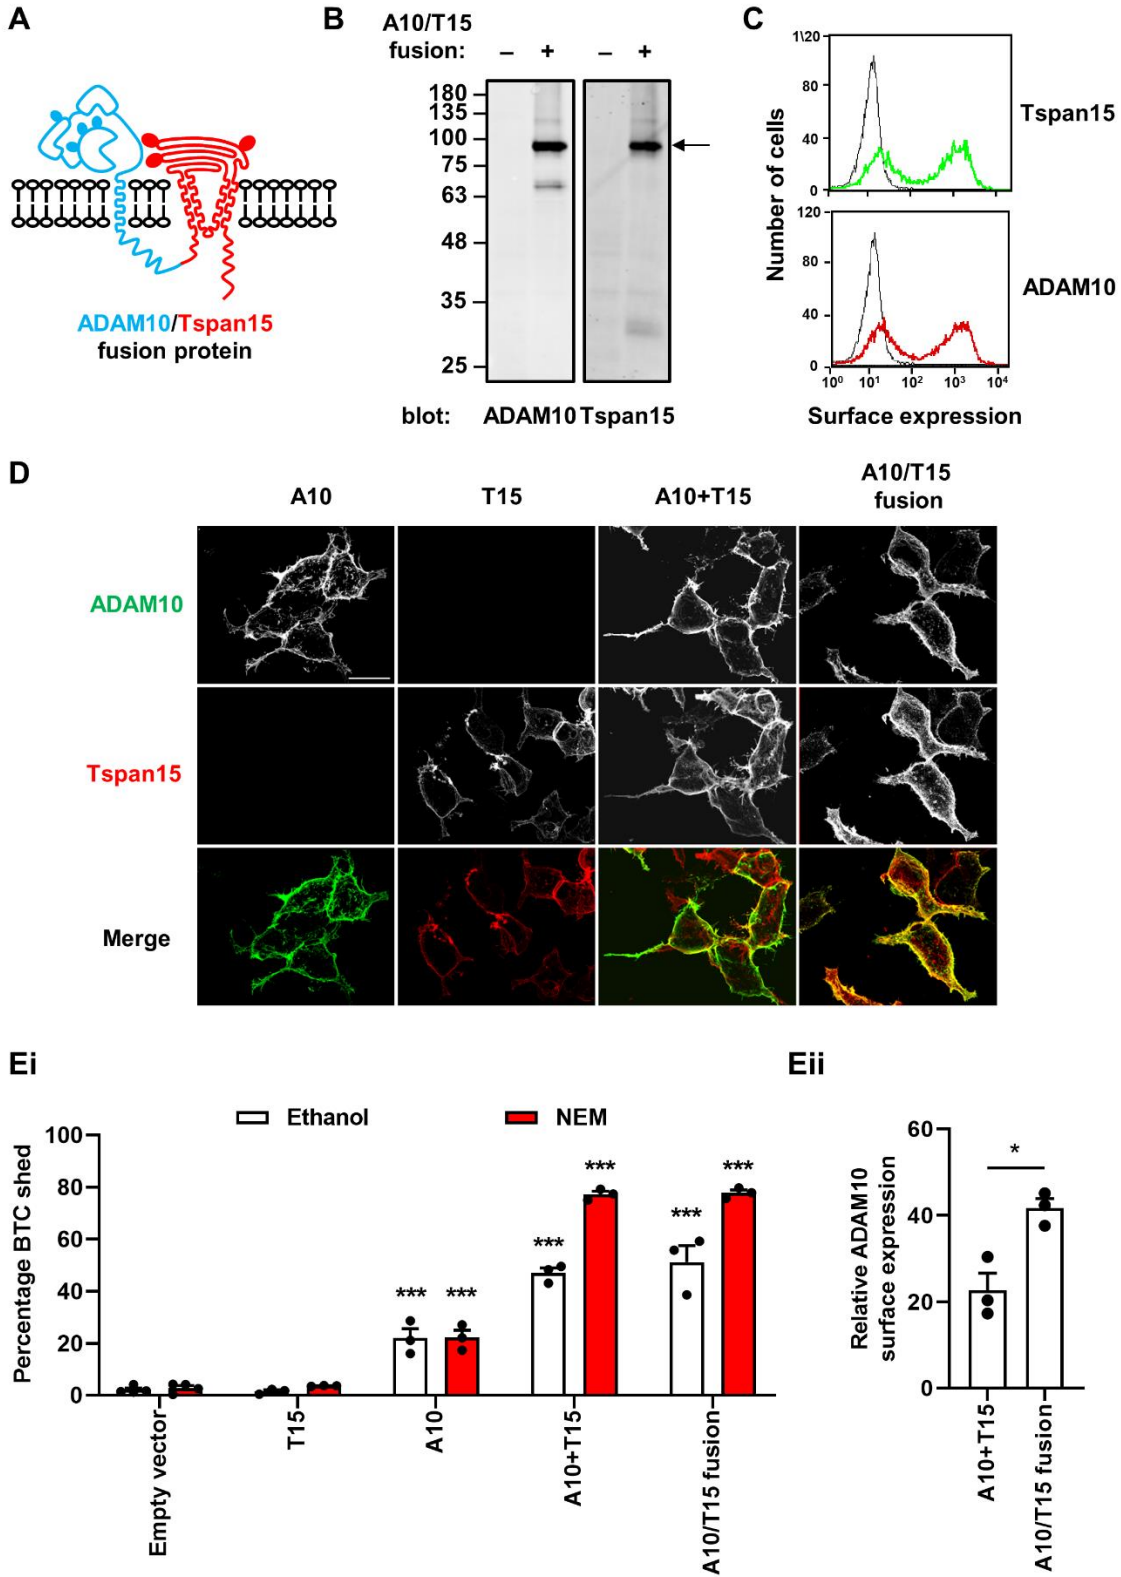 A
B
C
A10/T15
fusion:
–
+
–
+
180
135
100
75
63
48
35
25
blot:
ADAM10
Tspan15
ADAM10/Tspan15
fusion protein
1\20
80
40
0
Tspan15
Number of cells
120
80
40
0
ADAM10
10⁰
10¹
10²
10³
10⁴
Surface expression
D
A10
T15
A10+T15
A10/T15
fusion
ADAM10
Tspan15
Merge
Ei
Eii
Ethanol
NEM
Percentage BTC shed
100
80
60
40
20
0
***
***
***
***
***
***
Empty vector
T15
A10
A10+T15
A10/T15 fusion
Relative ADAM10
surface expression
60
40
20
0
*
A10+T15
A10/T15 fusion